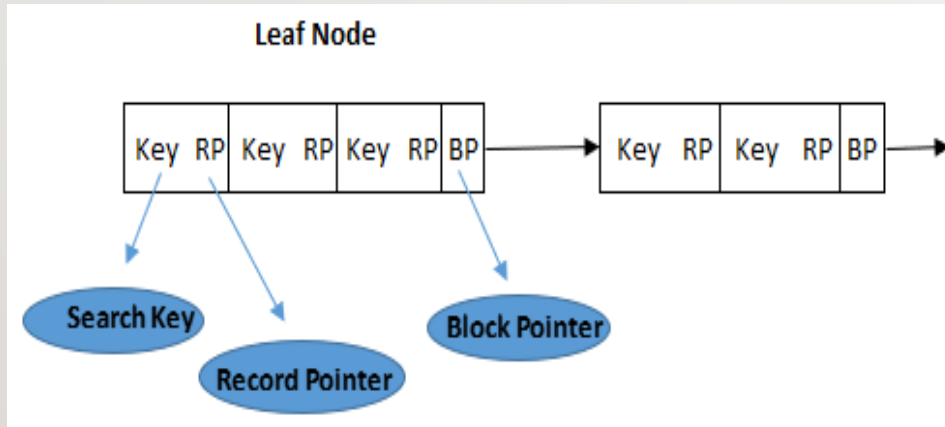 Leaf Node
Key RP Key RP Key RP BP Key RP Key RP BP
Search Key
Block Pointer
Record Pointer